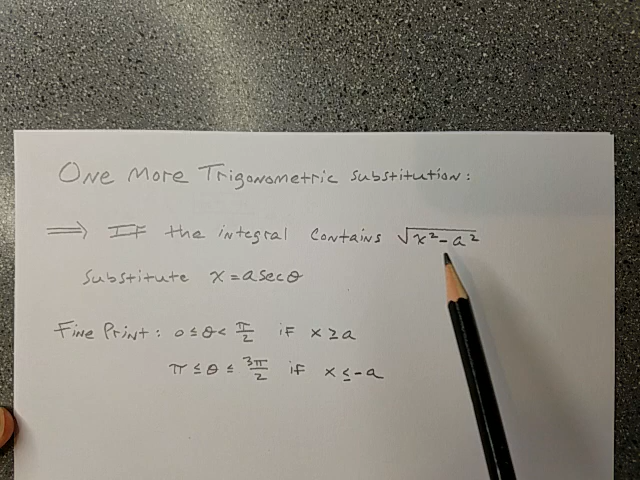 One More Trigonometric Substitution:
⟹ If the integral contains √(x² - a²)
Substitute x = a sec θ
Fine Print: 0 ≤ θ < π/2 if x ≥ a
π ≤ θ ≤ 3π/2 if x ≤ -a